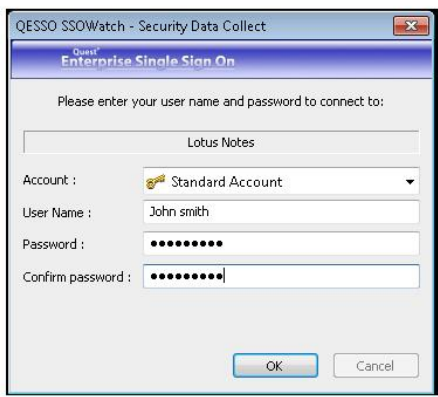 QESSO SSOWatch - Security Data Collect
Quest®
Enterprise Single Sign On
Please enter your user name and password to connect to:
Lotus Notes
Account : Standard Account
User Name : John smith
Password : ●●●●●●●●●
Confirm password : ●●●●●●●●●
OK Cancel